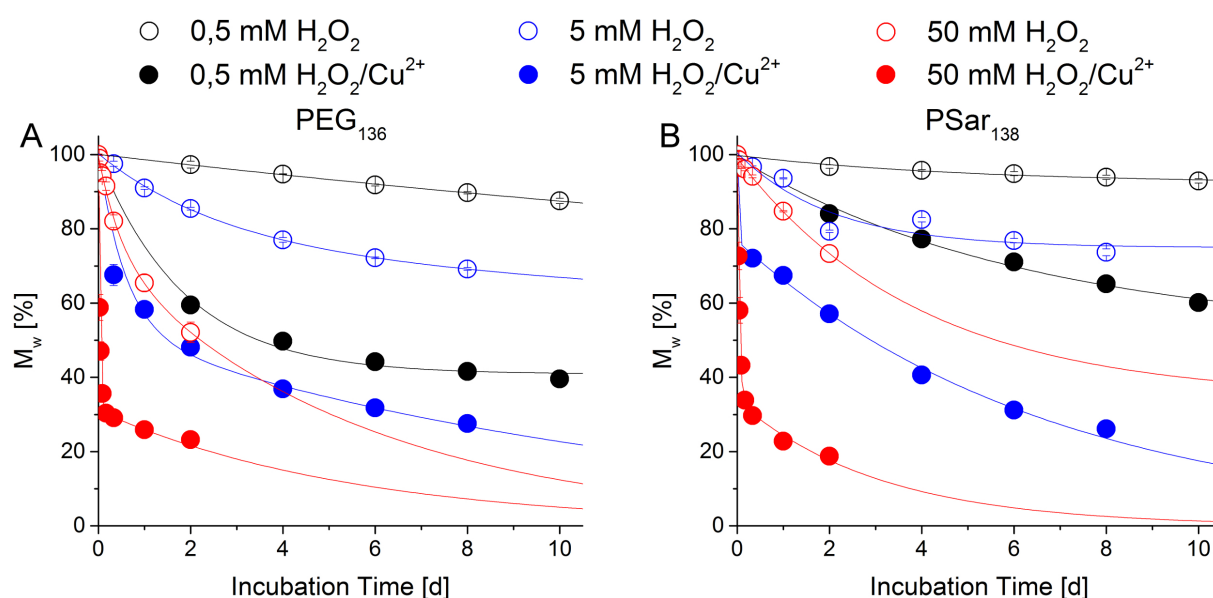 0,5 mM H₂O₂ 5 mM H₂O₂ 50 mM H₂O₂
0,5 mM H₂O₂/Cu²⁺ 5 mM H₂O₂/Cu²⁺ 50 mM H₂O₂/Cu²⁺
A PEG₁₃₆
100
80
60
40
20
0
M_w [%]
0 2 4 6 8 10
Incubation Time [d]
B PSar₁₃₈
100
80
60
40
20
0
M_w [%]
0 2 4 6 8 10
Incubation Time [d]